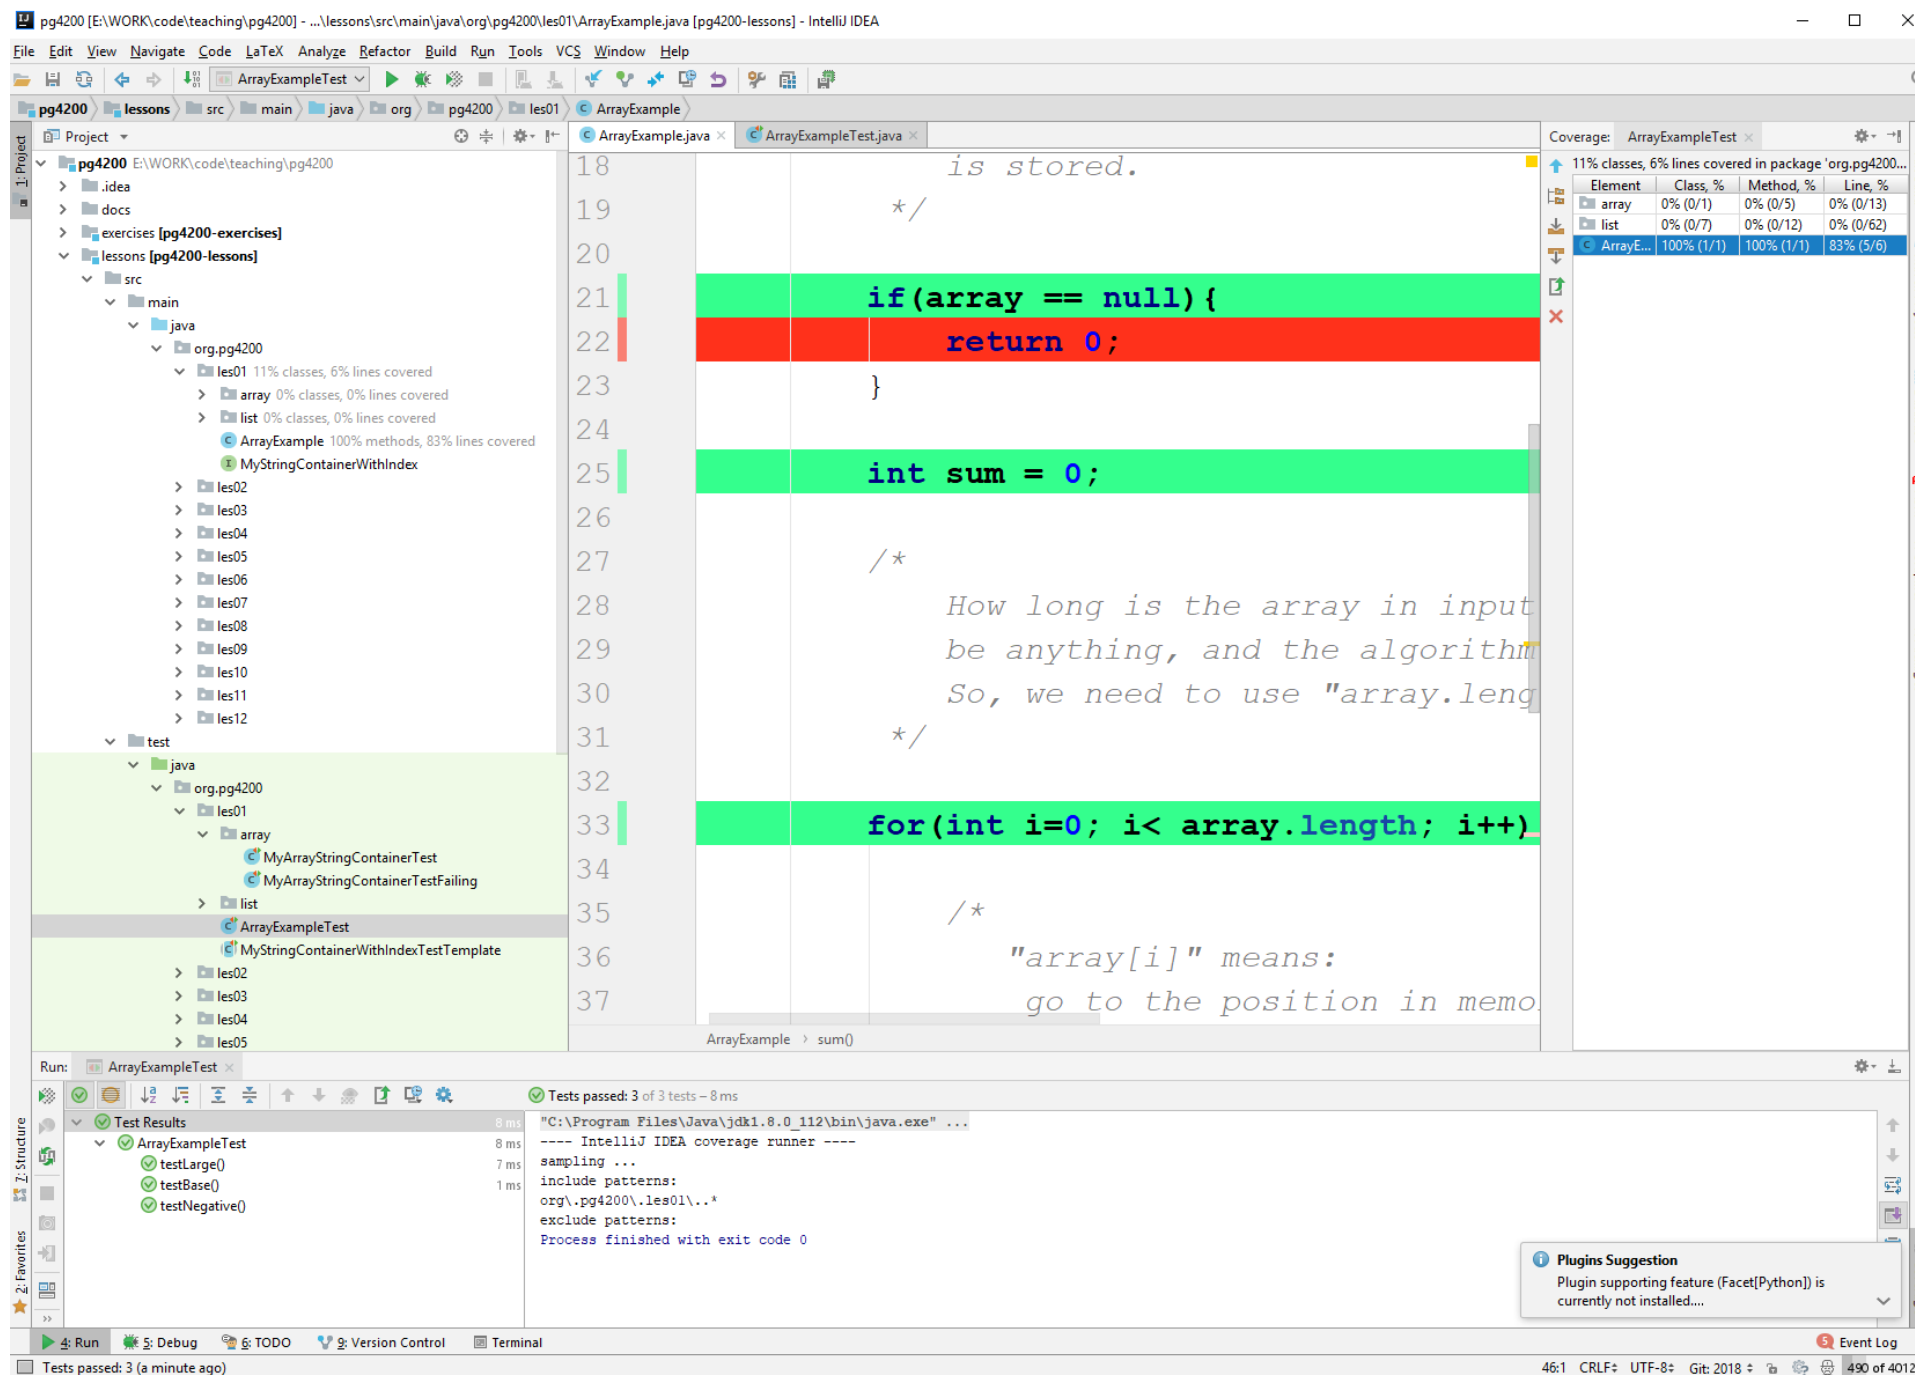 pg4200 [E:\WORK\code\teaching\pg4200] - ...\lessons\src\main\java\org\pg4200\les01\ArrayExample.java [pg4200-lessons] - IntelliJ IDEA
File Edit View Navigate Code LaTeX Analyze Refactor Build Run Tools VCS Window Help
ArrayExampleTest
pg4200 lessons src main java org pg4200 les01 ArrayExample
1: Project
Project
pg4200 E:\WORK\code\teaching\pg4200
.idea
docs
exercises [pg4200-exercises]
lessons [pg4200-lessons]
src
main
java
org.pg4200
les01 11% classes, 6% lines covered
array 0% classes, 0% lines covered
list 0% classes, 0% lines covered
ArrayExample 100% methods, 83% lines covered
MyStringContainerWithIndex
les02
les03
les04
les05
les06
les07
les08
les09
les10
les11
les12
test
java
org.pg4200
les01
array
MyArrayStringContainerTest
MyArrayStringContainerTestFailing
list
ArrayExampleTest
MyStringContainerWithIndexTestTemplate
les02
les03
les04
les05
ArrayExample.java ArrayExampleTest.java
18 is stored.
19 */
20
21 if(array == null){
22 return 0;
23 }
24
25 int sum = 0;
26
27 /*
28 How long is the array in input
29 be anything, and the algorithm
30 So, we need to use "array.leng
31 */
32
33 for(int i=0; i< array.length; i++)
34
35 /*
36 "array[i]" means:
37 go to the position in memo
ArrayExample › sum()
Coverage: ArrayExampleTest
11% classes, 6% lines covered in package 'org.pg4200...
Element Class, % Method, % Line, %
array 0% (0/1) 0% (0/5) 0% (0/13)
list 0% (0/7) 0% (0/12) 0% (0/62)
ArrayE... 100% (1/1) 100% (1/1) 83% (5/6)
Run: ArrayExampleTest
Tests passed: 3 of 3 tests – 8 ms
Test Results 8 ms
ArrayExampleTest 8 ms
testLarge() 7 ms
testBase() 1 ms
testNegative()
"C:\Program Files\Java\jdk1.8.0_112\bin\java.exe" ...
---- IntelliJ IDEA coverage runner ----
sampling ...
include patterns:
org\.pg4200\.les01\..*
exclude patterns:
Process finished with exit code 0
7: Structure
2: Favorites
Plugins Suggestion
Plugin supporting feature (Facet[Python]) is
currently not installed....
4: Run 5: Debug 6: TODO 9: Version Control Terminal
5 Event Log
Tests passed: 3 (a minute ago)
46:1 CRLF UTF-8 Git: 2018 490 of 4012